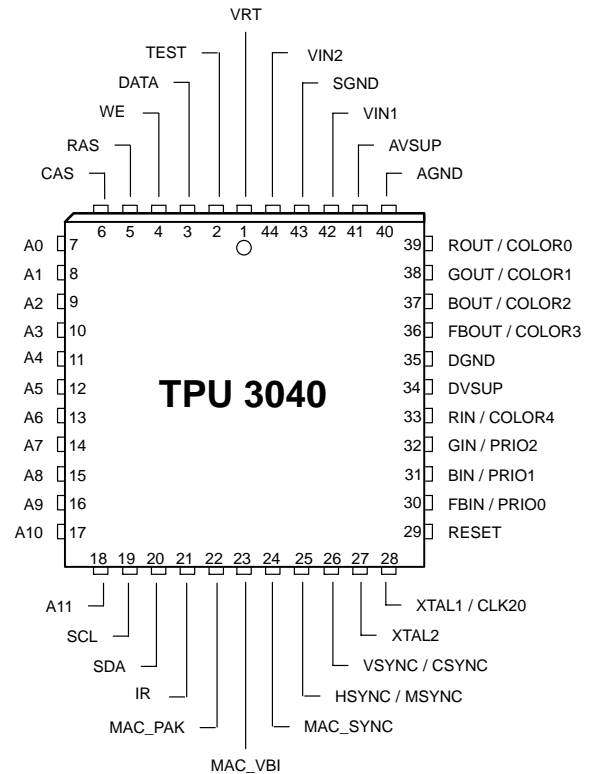 VRT
TEST
VIN2
DATA
SGND
WE
VIN1
RAS
AVSUP
CAS
AGND
6 5 4 3 2 1 44 43 42 41 40
A0 7 39 ROUT / COLOR0
A1 8 38 GOUT / COLOR1
A2 9 37 BOUT / COLOR2
A3 10 36 FBOUT / COLOR3
A4 11 35 DGND
A5 12 34 DVSUP
TPU 3040
A6 13 33 RIN / COLOR4
A7 14 32 GIN / PRIO2
A8 15 31 BIN / PRIO1
A9 16 30 FBIN / PRIO0
A10 17 29 RESET
18 19 20 21 22 23 24 25 26 27 28
A11
XTAL1 / CLK20
SCL
XTAL2
SDA
VSYNC / CSYNC
IR
HSYNC / MSYNC
MAC_PAK
MAC_SYNC
MAC_VBI